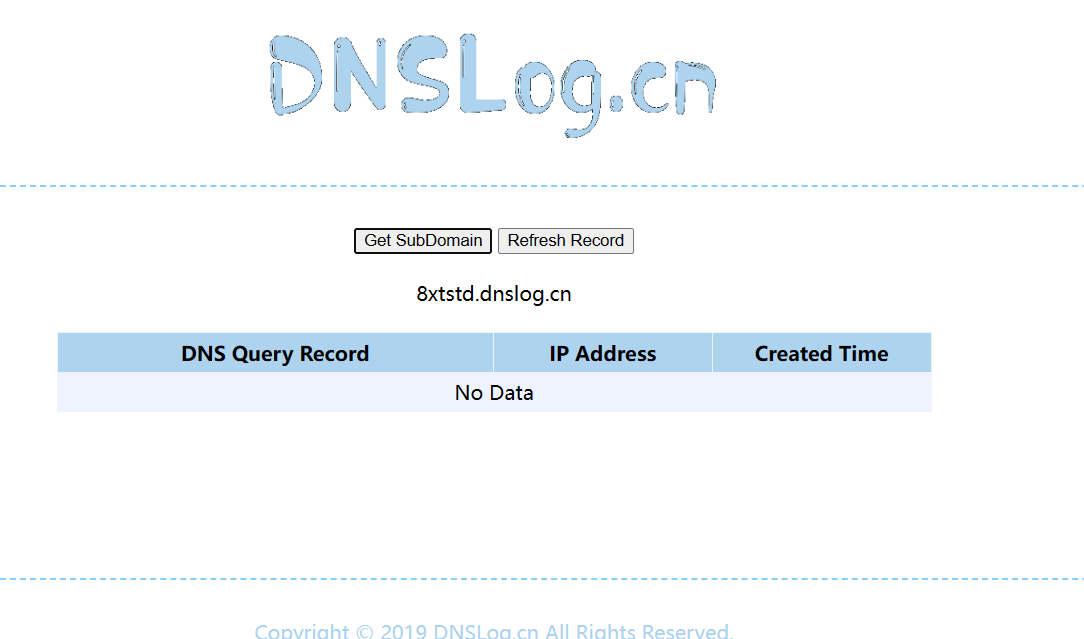 DNSLog.cn
Get SubDomain Refresh Record
8xtstd.dnslog.cn
DNS Query Record IP Address Created Time
No Data
Copyright © 2019 DNSLog.cn All Rights Reserved.